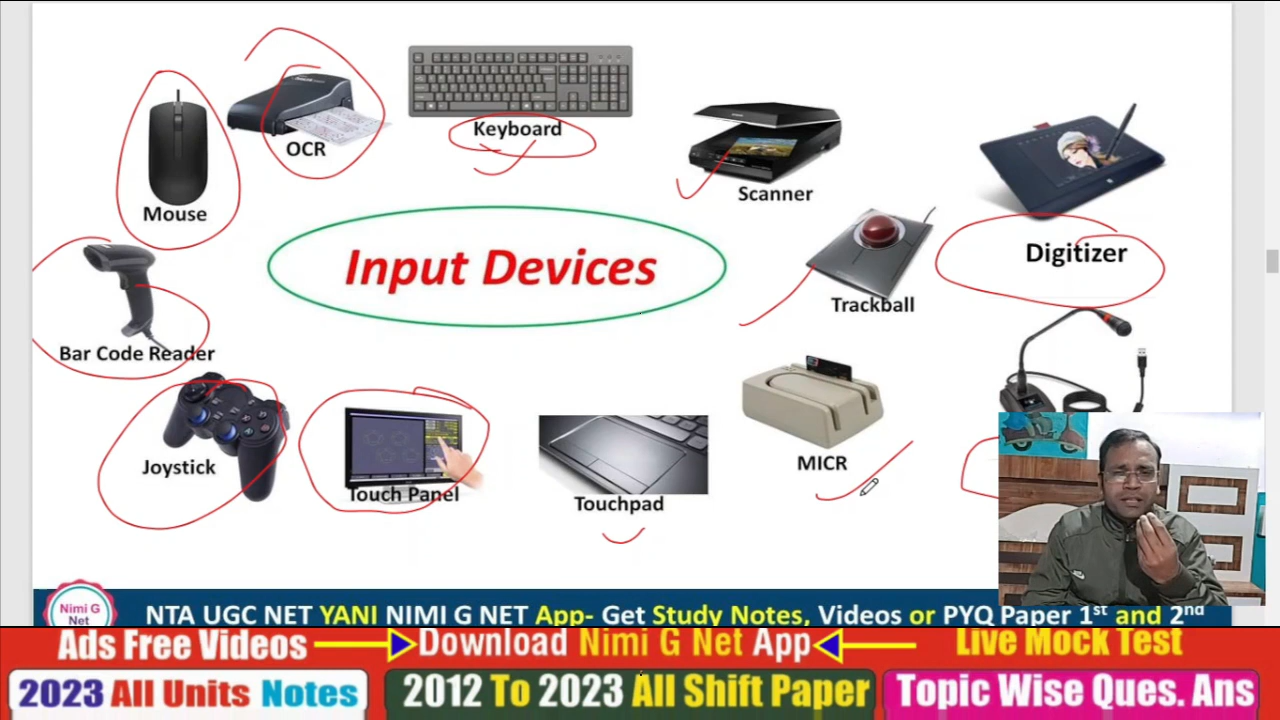 OCR
Keyboard
Scanner
Mouse
Input Devices
Digitizer
Trackball
Bar Code Reader
Joystick
Touch Panel
Touchpad
MICR
Nimi G
Net
NTA UGC NET YANI NIMI G NET App- Get Study Notes, Videos or PYQ Paper 1st and 2nd
Ads Free Videos Download Nimi G Net App Live Mock Test
2023 All Units Notes 2012 To 2023 All Shift Paper Topic Wise Ques. Ans